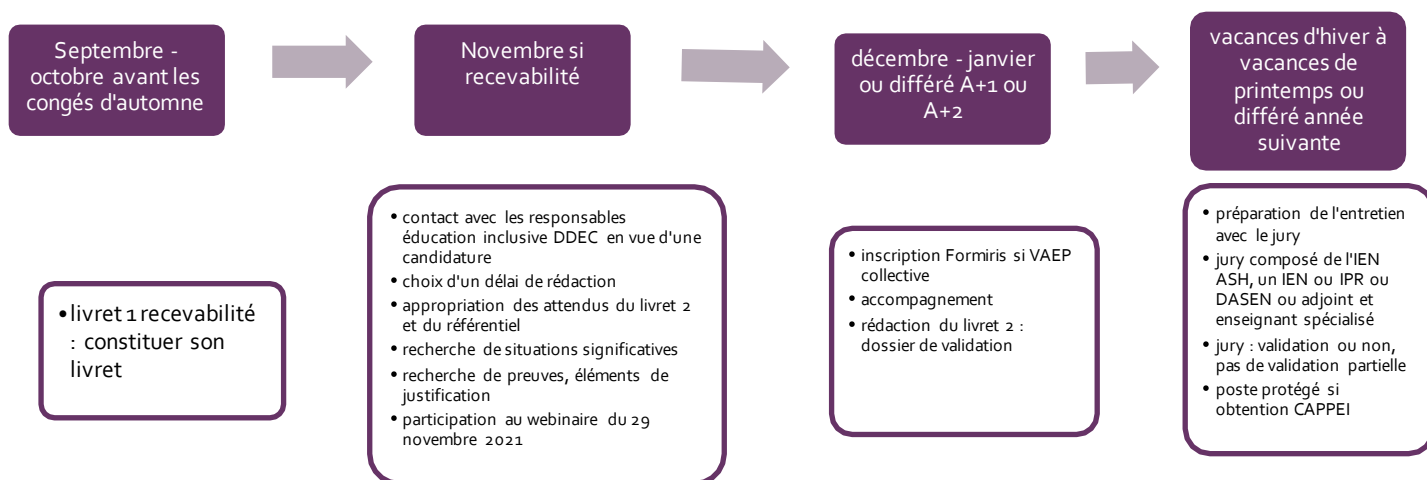 Septembre -
octobre avant les
congés d'automne
• livret 1 recevabilité
: constituer son
livret
Novembre si
recevabilité
• contact avec les responsables
éducation inclusive DDEC en vue d'une
candidature
• choix d'un délai de rédaction
• appropriation des attendus du livret 2
et du référentiel
• recherche de situations significatives
• recherche de preuves, éléments de
justification
• participation au webinaire du 29
novembre 2021
décembre - janvier
ou différé A+1 ou
A+2
• inscription Formiris si VAEP
collective
• accompagnement
• rédaction du livret 2 :
dossier de validation
vacances d'hiver à
vacances de
printemps ou
différé année
suivante
• préparation de l'entretien
avec le jury
• jury composé de l'IEN
ASH, un IEN ou IPR ou
DASEN ou adjoint et
enseignant spécialisé
• jury : validation ou non,
pas de validation partielle
• poste protégé si
obtention CAPPEI